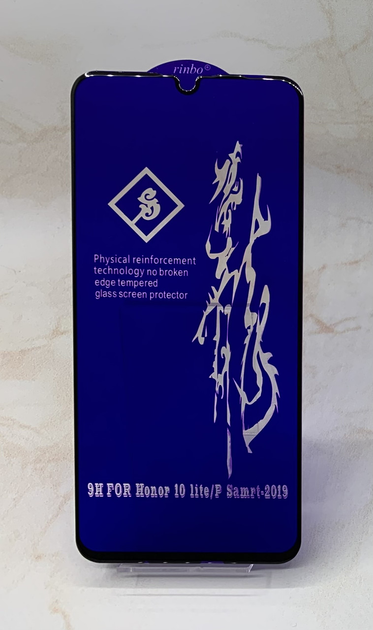 rinbo©
S
Physical reinforcement
technology no broken
edge tempered
glass screen protector
9H FOR Honor 10 lite/P Samrt-2019